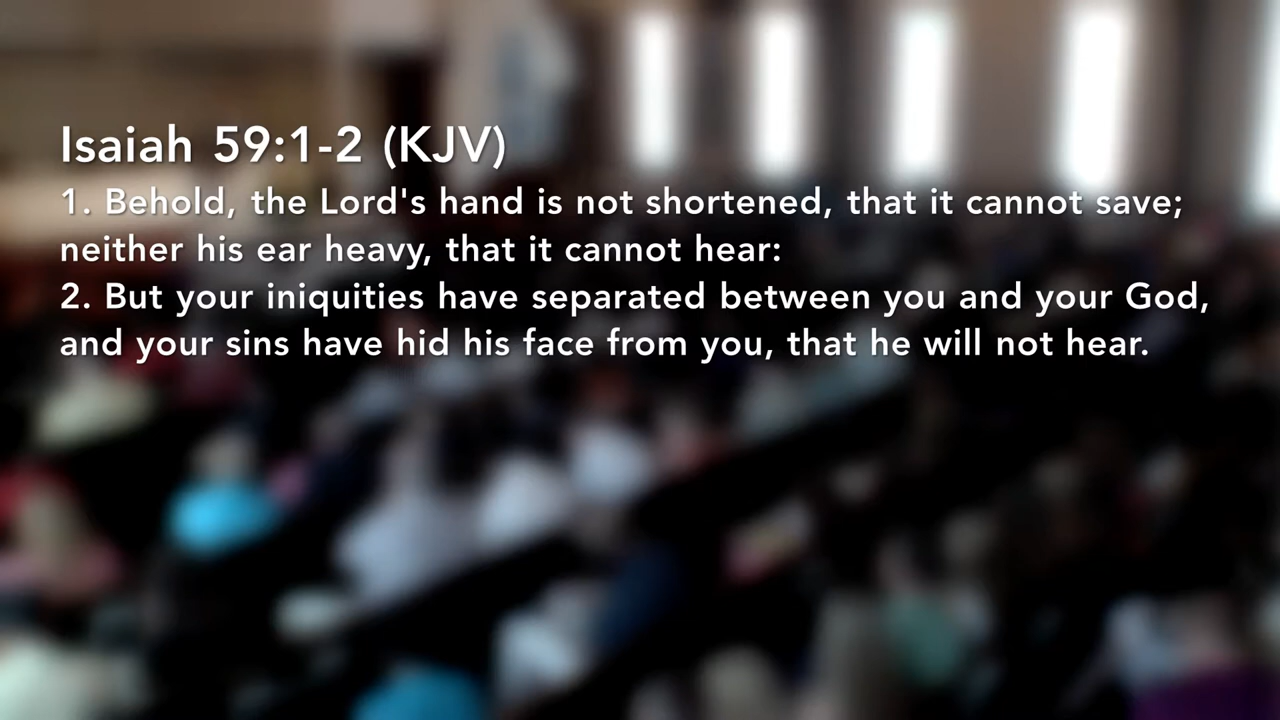 Isaiah 59:1-2 (KJV)
1. Behold, the Lord's hand is not shortened, that it cannot save;
neither his ear heavy, that it cannot hear:
2. But your iniquities have separated between you and your God,
and your sins have hid his face from you, that he will not hear.